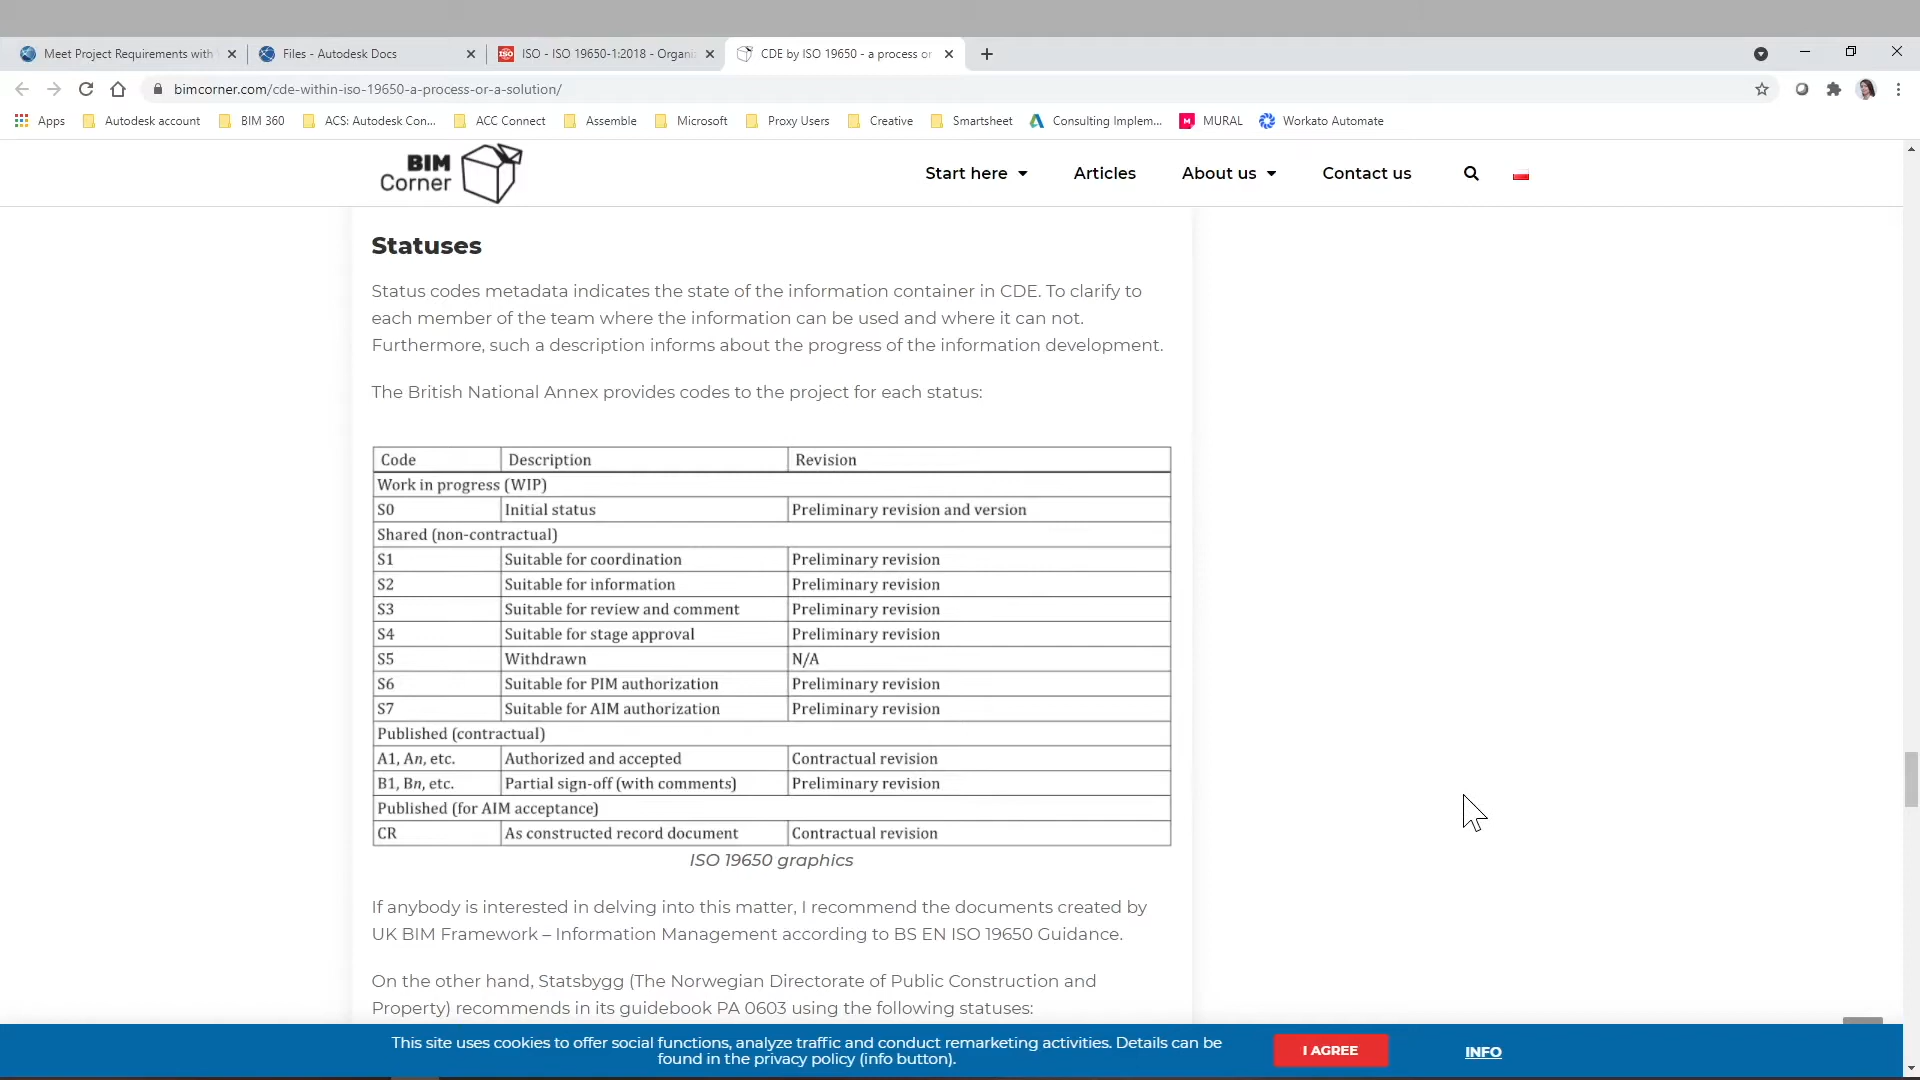 Meet Project Requirements with
Files - Autodesk Docs
ISO - ISO 19650-1:2018 - Organi
CDE by ISO 19650 - a process or
bimcorner.com/cde-within-iso-19650-a-process-or-a-solution/
Apps Autodesk account BIM 360 ACS: Autodesk Con... ACC Connect Assemble Microsoft Proxy Users Creative Smartsheet Consulting Implem... MURAL Workato Automate
BIM
Corner
Start here Articles About us Contact us
Statuses
Status codes metadata indicates the state of the information container in CDE. To clarify to
each member of the team where the information can be used and where it can not.
Furthermore, such a description informs about the progress of the information development.
The British National Annex provides codes to the project for each status:
Code Description Revision
Work in progress (WIP)
S0 Initial status Preliminary revision and version
Shared (non-contractual)
S1 Suitable for coordination Preliminary revision
S2 Suitable for information Preliminary revision
S3 Suitable for review and comment Preliminary revision
S4 Suitable for stage approval Preliminary revision
S5 Withdrawn N/A
S6 Suitable for PIM authorization Preliminary revision
S7 Suitable for AIM authorization Preliminary revision
Published (contractual)
A1, An, etc. Authorized and accepted Contractual revision
B1, Bn, etc. Partial sign-off (with comments) Preliminary revision
Published (for AIM acceptance)
CR As constructed record document Contractual revision
ISO 19650 graphics
If anybody is interested in delving into this matter, I recommend the documents created by
UK BIM Framework – Information Management according to BS EN ISO 19650 Guidance.
On the other hand, Statsbygg (The Norwegian Directorate of Public Construction and
Property) recommends in its guidebook PA 0603 using the following statuses:
This site uses cookies to offer social functions, analyze traffic and conduct remarketing activities. Details can be
found in the privacy policy (info button).
I AGREE
INFO